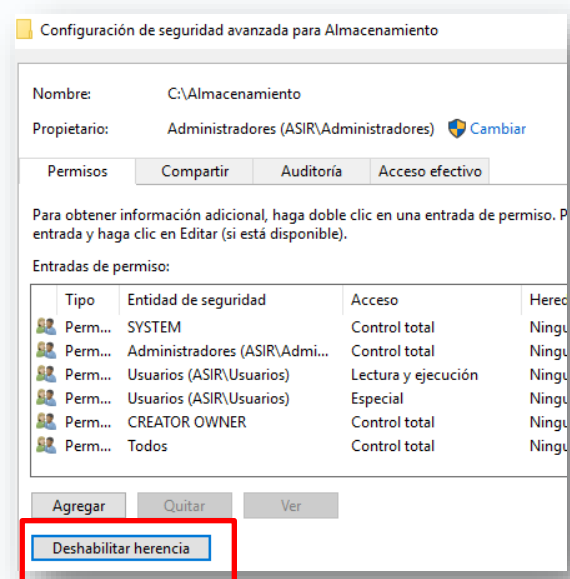 Configuración de seguridad avanzada para Almacenamiento
Nombre: C:\Almacenamiento
Propietario: Administradores (ASIR\Administradores) Cambiar
Permisos Compartir Auditoría Acceso efectivo
Para obtener información adicional, haga doble clic en una entrada de permiso. P
entrada y haga clic en Editar (si está disponible).
Entradas de permiso:
Tipo Entidad de seguridad Acceso Hered
Perm... SYSTEM Control total Ningu
Perm... Administradores (ASIR\Admi... Control total Ningu
Perm... Usuarios (ASIR\Usuarios) Lectura y ejecución Ningu
Perm... Usuarios (ASIR\Usuarios) Especial Ningu
Perm... CREATOR OWNER Control total Ningu
Perm... Todos Control total Ningu
Agregar Quitar Ver
Deshabilitar herencia